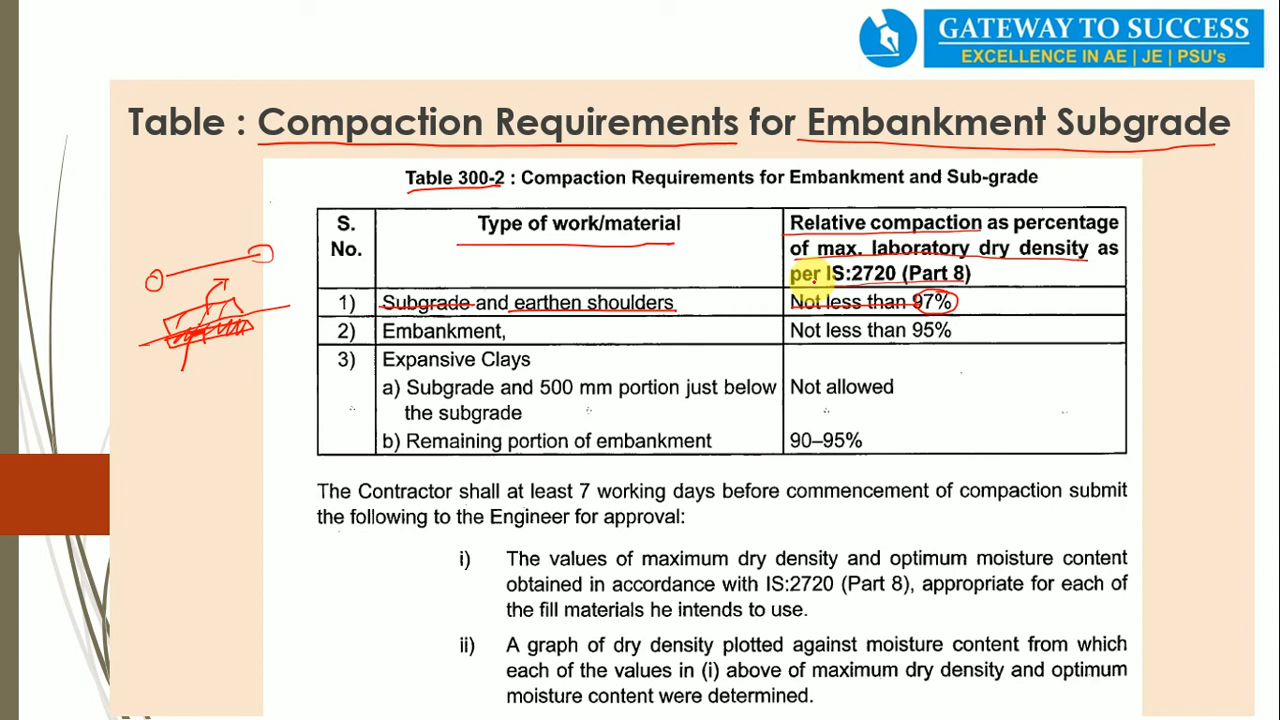 GATEWAY TO SUCCESS
EXCELLENCE IN AE | JE | PSU's
Table : Compaction Requirements for Embankment Subgrade
Table 300-2 : Compaction Requirements for Embankment and Sub-grade
S. No.
Type of work/material
Relative compaction as percentage
of max. laboratory dry density as
per IS:2720 (Part 8)
1) Subgrade and earthen shoulders Not less than 97%
2) Embankment, Not less than 95%
3) Expansive Clays
a) Subgrade and 500 mm portion just below Not allowed
the subgrade
b) Remaining portion of embankment 90–95%
The Contractor shall at least 7 working days before commencement of compaction submit
the following to the Engineer for approval:
i) The values of maximum dry density and optimum moisture content
obtained in accordance with IS:2720 (Part 8), appropriate for each of
the fill materials he intends to use.
ii) A graph of dry density plotted against moisture content from which
each of the values in (i) above of maximum dry density and optimum
moisture content were determined.